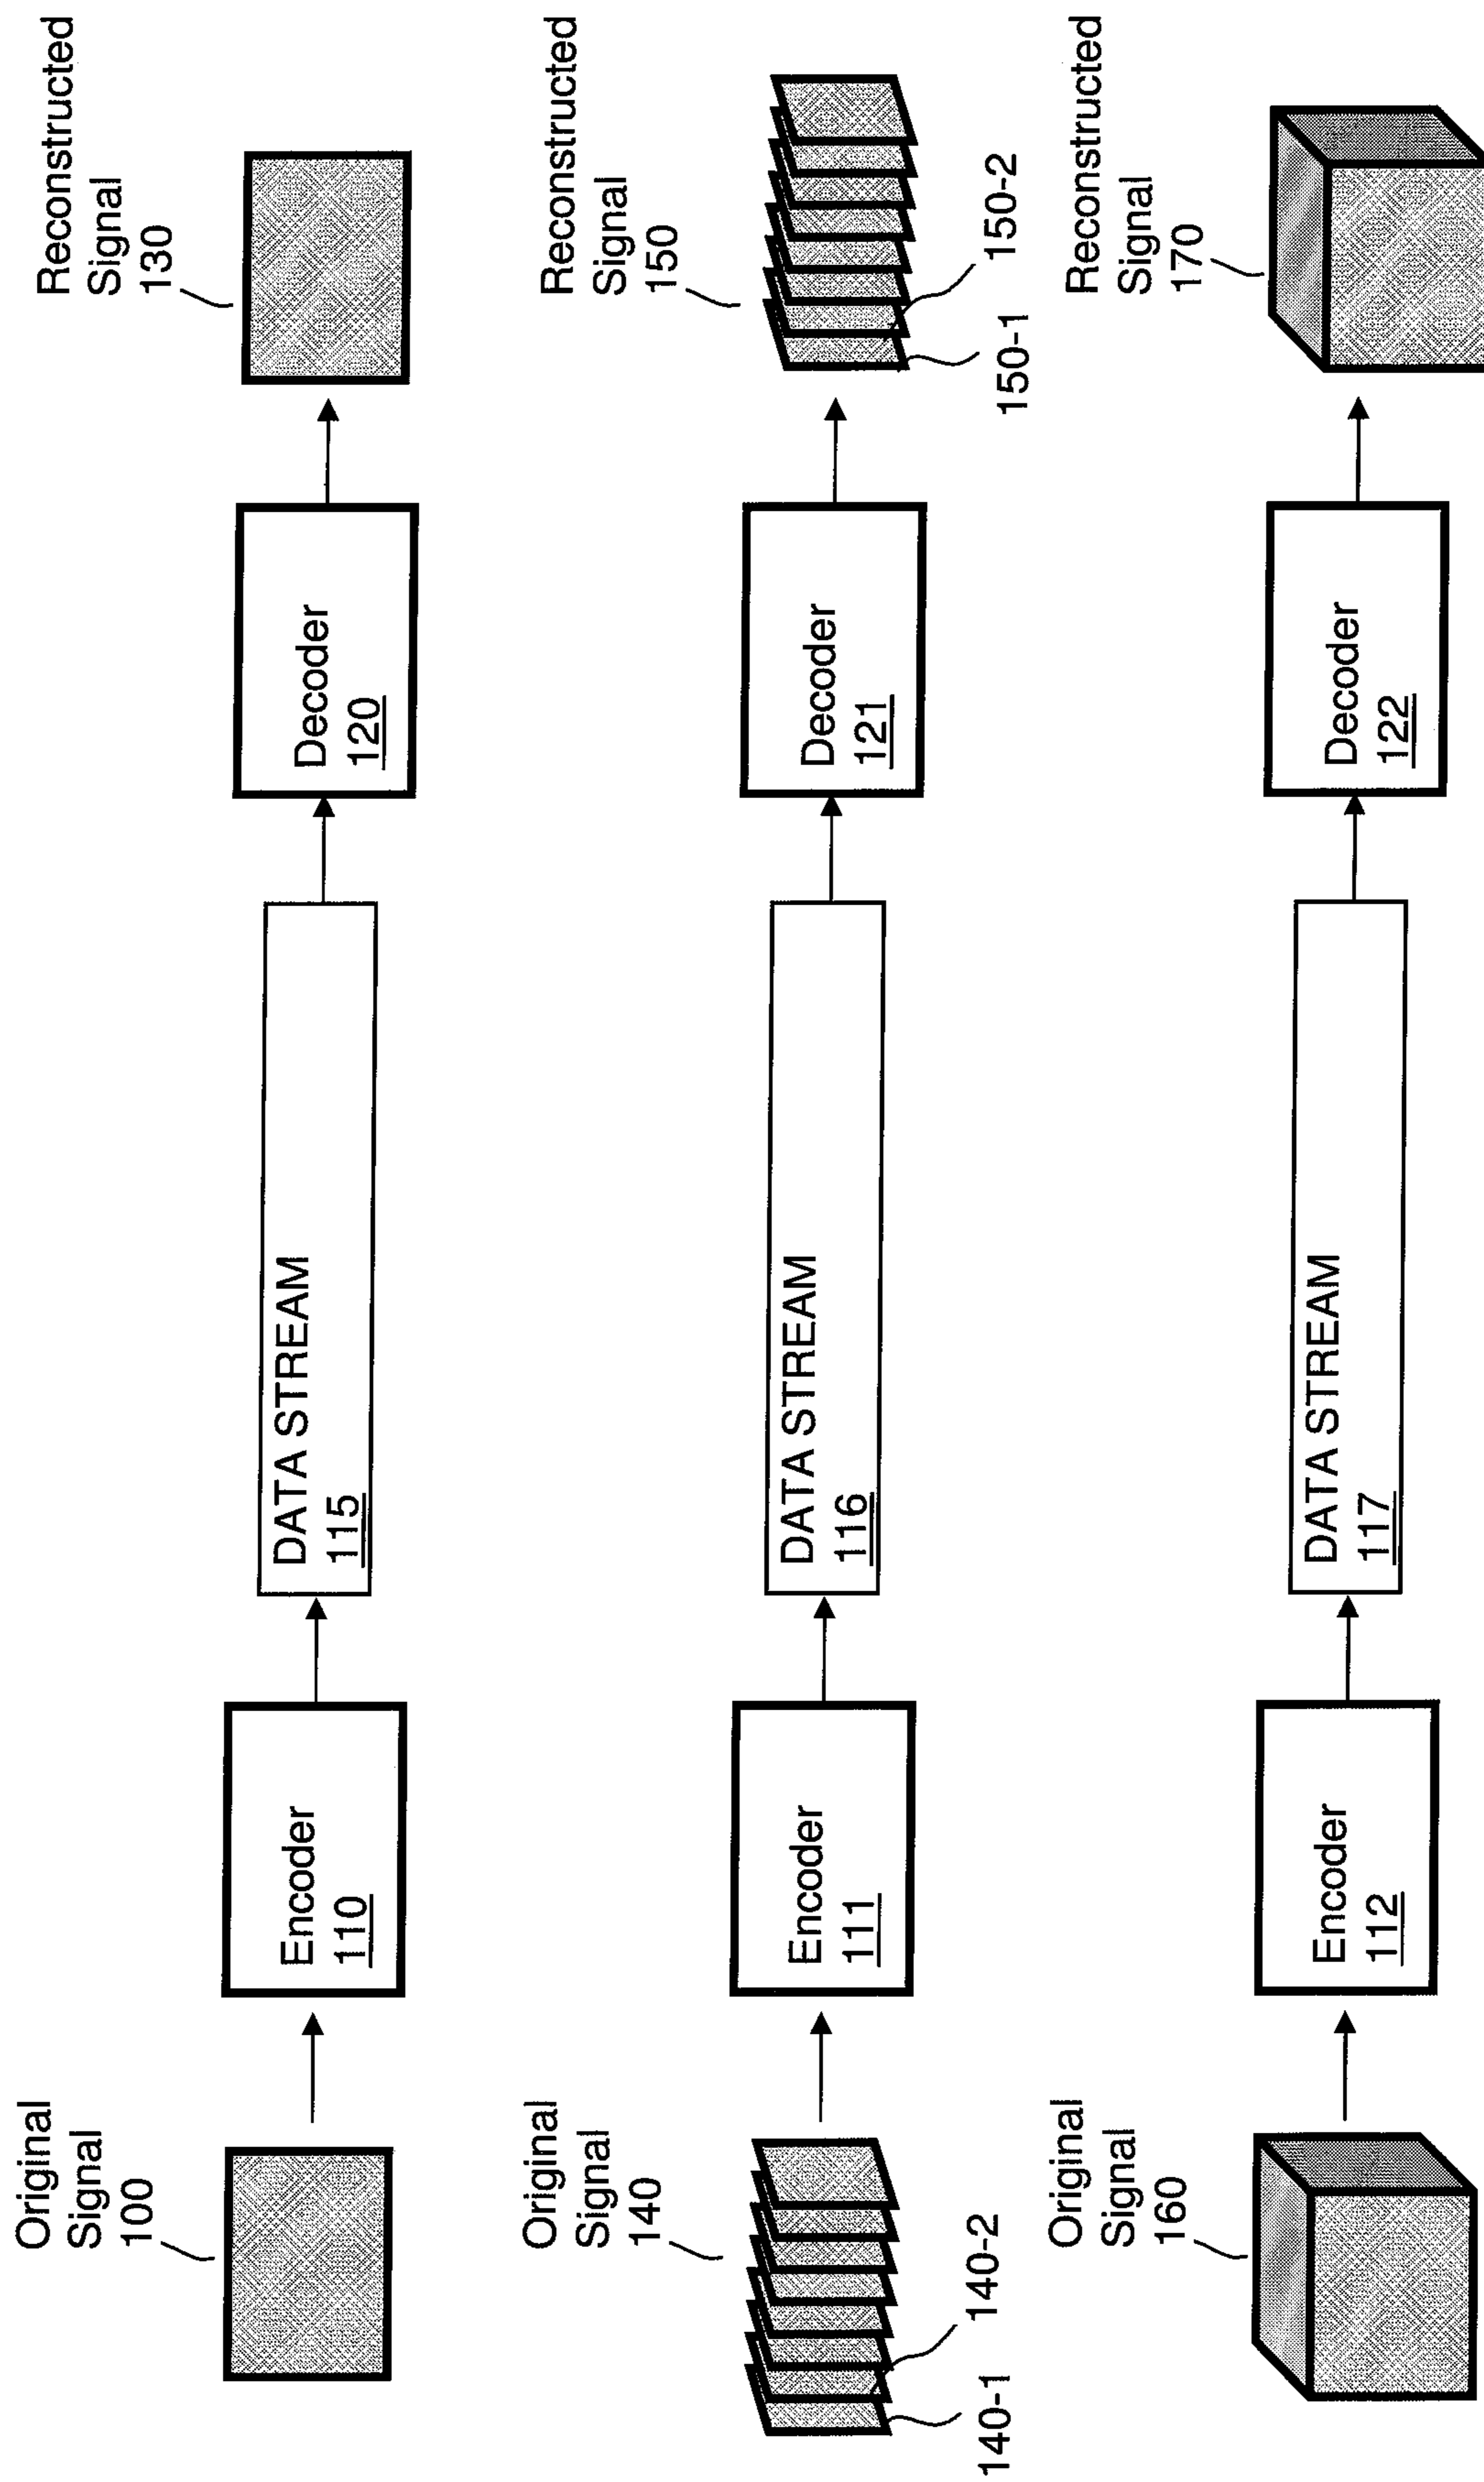 Original
Signal
100
Encoder
110
DATA STREAM
115
Decoder
120
Reconstructed
Signal
130
Original
Signal
140
140-1
140-2
Encoder
111
DATA STREAM
116
Decoder
121
Reconstructed
Signal
150
150-1
150-2
Original
Signal
160
Encoder
112
DATA STREAM
117
Decoder
122
Reconstructed
Signal
170